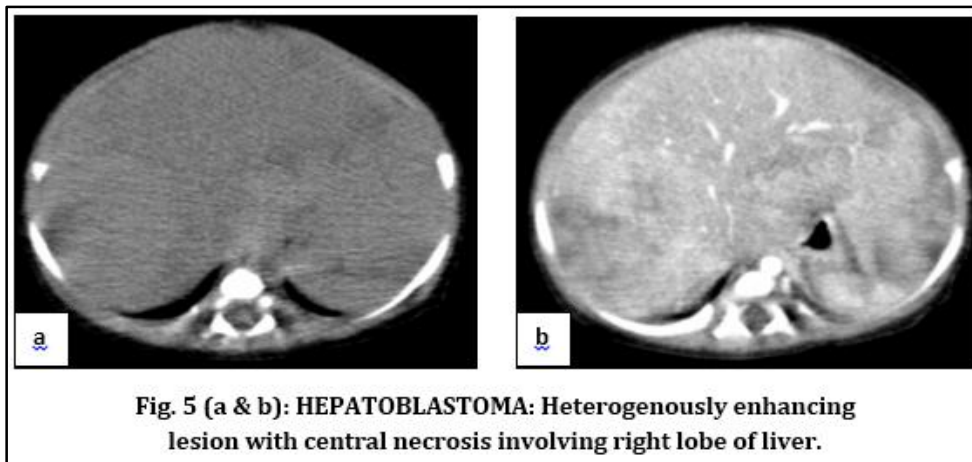 a
b
Fig. 5 (a & b): HEPATOBLASTOMA: Heterogenously enhancing
lesion with central necrosis involving right lobe of liver.